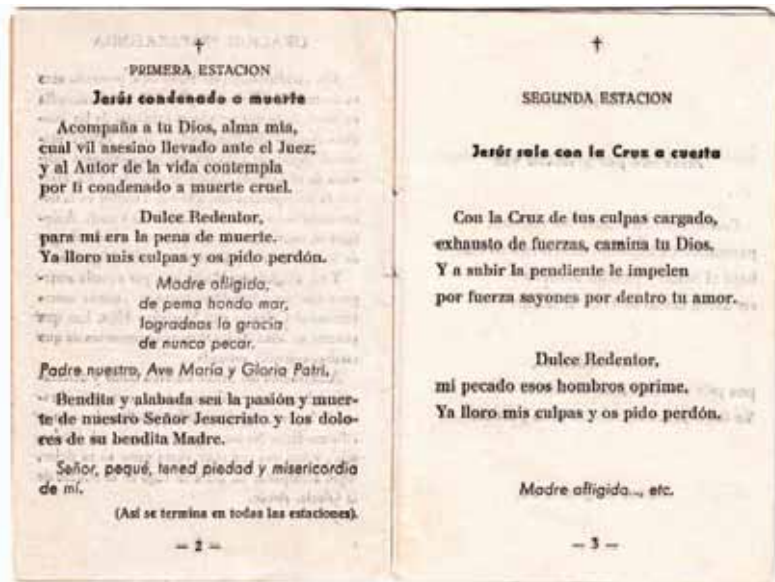 PRIMERA ESTACION
Jesús condenado a muerte
Acompaña a tu Dios, alma mia,
cual vil asesino llevado ante el Juez;
y al Autor de la vida contempla
por ti condenado a muerte cruel.
Dulce Redentor,
para mí era la pena de muerte.
Ya lloro mis culpas y os pido perdón.
Madre afligida,
de pena hondo mar,
logradnos la gracia
de nunca pecar.
Padre nuestro, Ave María y Gloria Patri.
Bendita y alabada sea la pasión y muer-
te de nuestro Señor Jesucristo y los dolo-
res de su bendita Madre.
Señor, pequé, tened piedad y misericordia
de mí.
(Así se termina en todas las estaciones).
— 2 —
SEGUNDA ESTACION
Jesús sale con la Cruz a cuesta
Con la Cruz de tus culpas cargado,
exhausto de fuerzas, camina tu Dios.
Y a subir la pendiente le impelen
por fuerza sayones por dentro tu amor.
Dulce Redentor,
mi pecado esos hombros oprime.
Ya lloro mis culpas y os pido perdón.
Madre afligida..., etc.
— 3 —